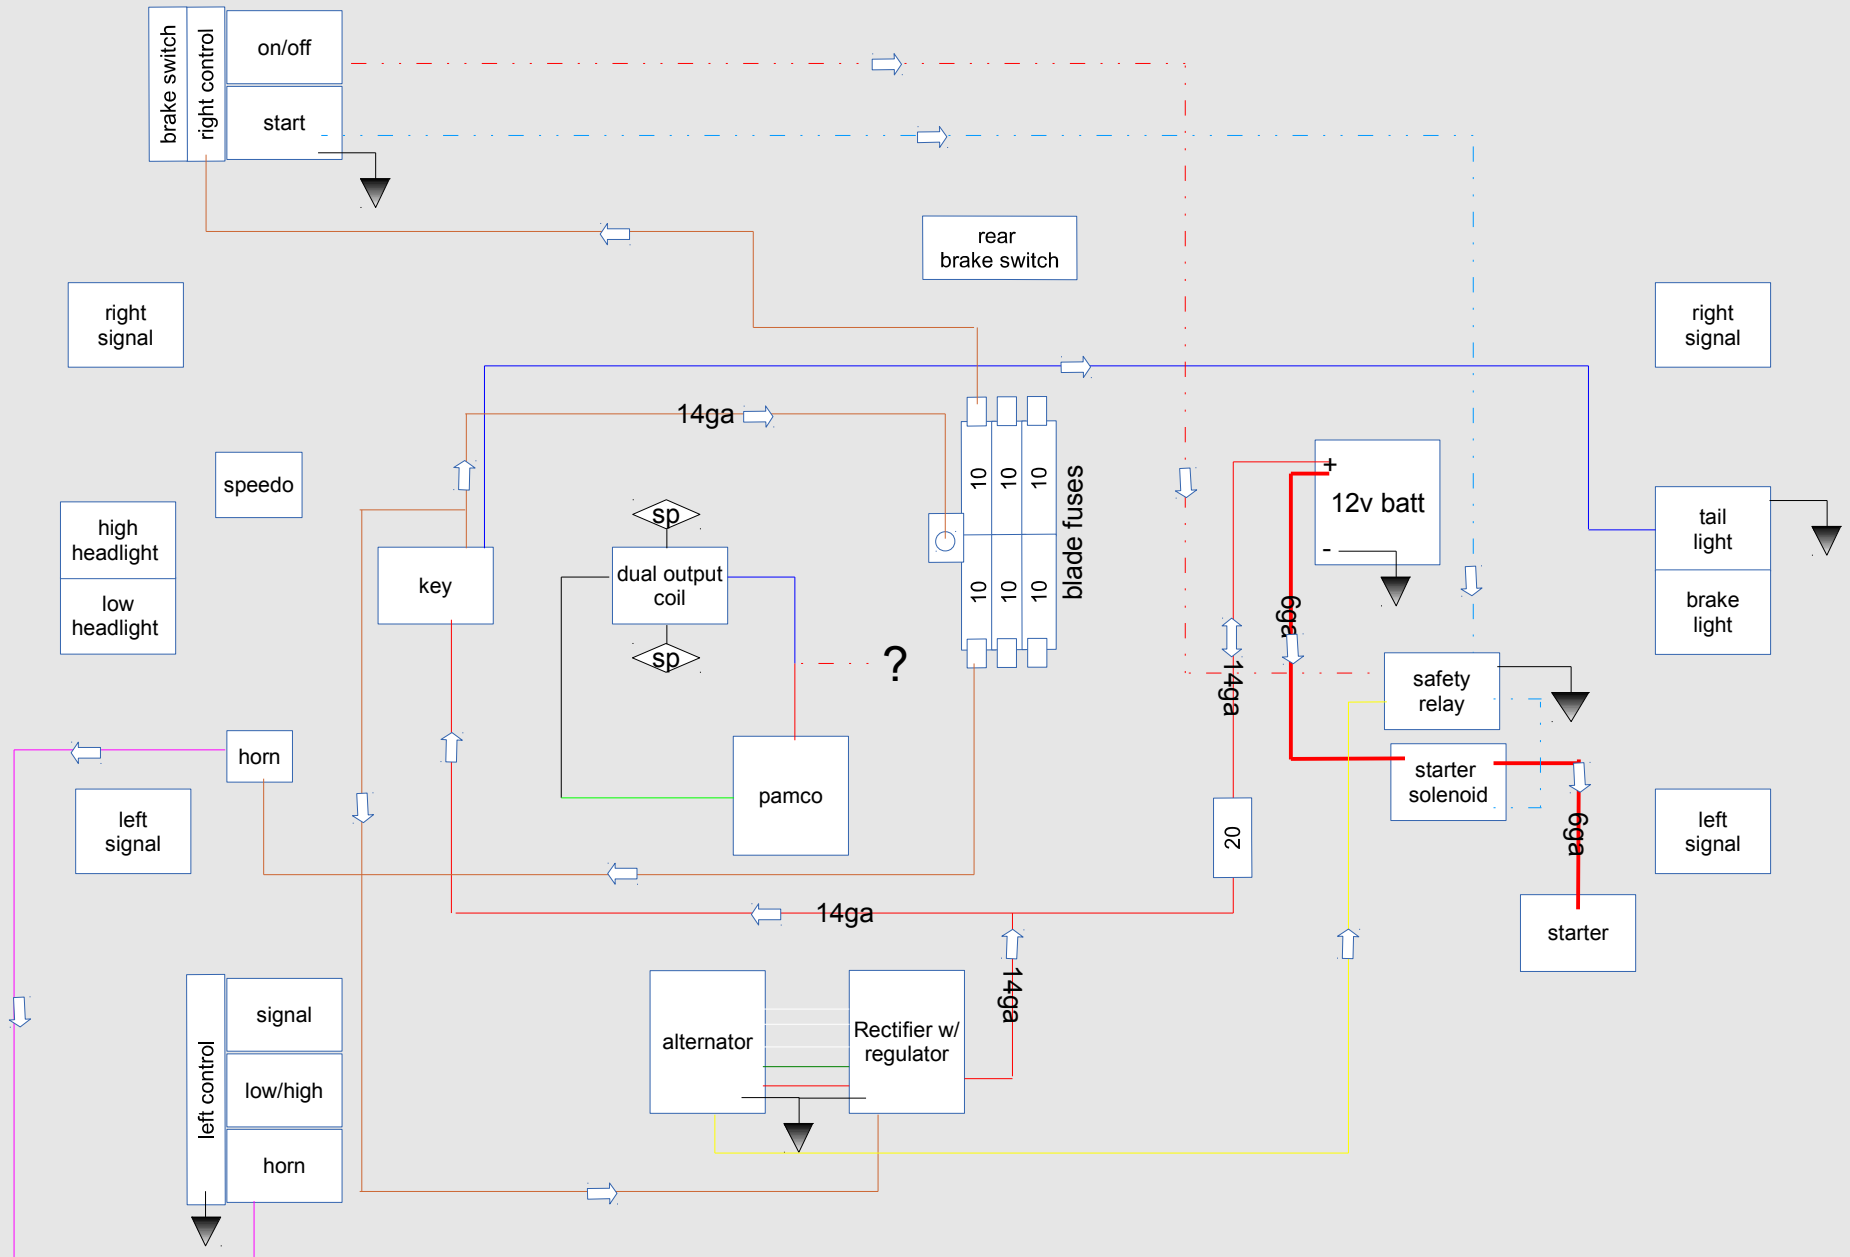 brake switch
right control
on/off
start
rear
brake switch
right
signal
right
signal
14ga
speedo
high
headlight
low
headlight
key
sp
dual output
coil
sp
?
10
10
10
10
10
10
blade fuses
+
12v batt
-
6ga
14ga
tail
light
brake
light
safety
relay
starter
solenoid
6ga
starter
horn
left
signal
pamco
20
left
signal
14ga
14ga
left control
signal
low/high
horn
alternator
Rectifier w/
regulator